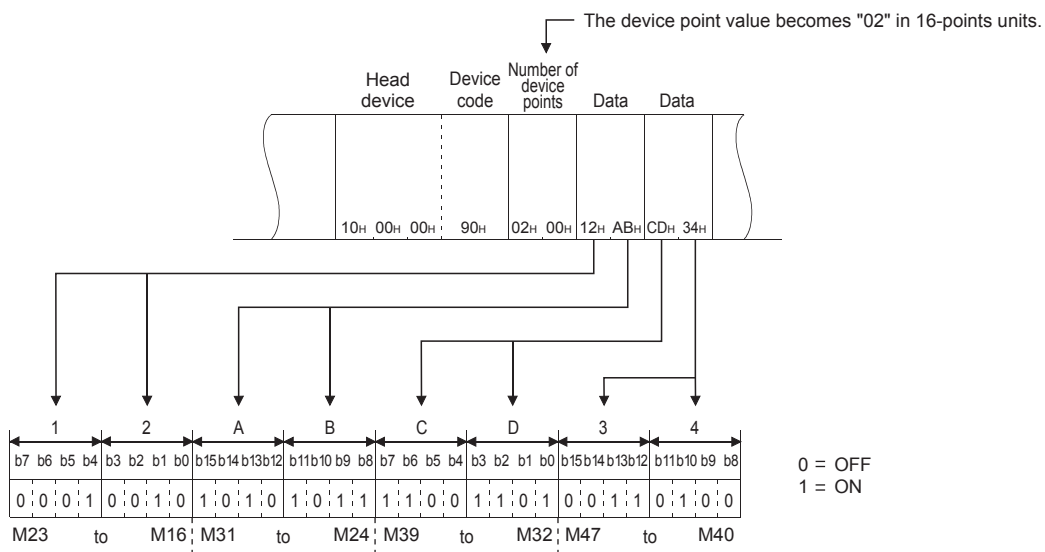 The device point value becomes "02" in 16-points units.
Head device
Device code
Number of device points
Data
Data
10H 00H 00H 90H 02H 00H 12H ABH CDH 34H
1 2 A B C D 3 4
b7 b6 b5 b4 b3 b2 b1 b0 b15 b14 b13 b12 b11 b10 b9 b8 b7 b6 b5 b4 b3 b2 b1 b0 b15 b14 b13 b12 b11 b10 b9 b8
0 0 0 1 0 0 1 0 1 0 1 0 1 0 1 1 1 1 0 0 1 1 0 1 0 0 1 1 0 1 0 0
M23 to M16 M31 to M24 M39 to M32 M47 to M40
0 = OFF
1 = ON